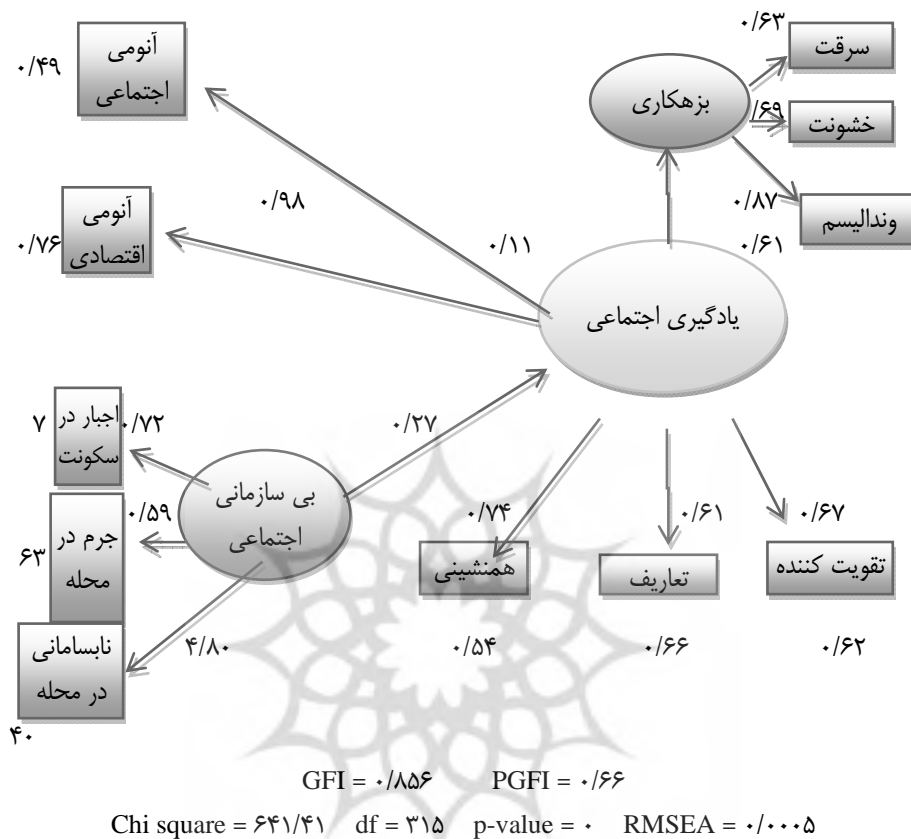 ۰/۶۳
سرقت
آنومی
اجتماعی
۰/۴۹
بزهکاری
۰/۶۹
خشونت
۰/۸۷
وندالیسم
آنومی
اقتصادی
۰/۷۶
۰/۹۸
۰/۱۱
۰/۶۱
یادگیری اجتماعی
اجبار در
سکونت
۷
۰/۷۲
۰/۲۷
بی سازمانی
اجتماعی
۰/۵۹
جرم در
محله
۶۳
۰/۷۴
۰/۶۱
۰/۶۷
همنشینی
تعاریف
تقویت کننده
نابسامانی
در محله
۴/۸۰
۰/۵۴
۰/۶۶
۰/۶۲
۴۰
GFI = ۰/۸۵۶ PGFI = ۰/۶۶
Chi square = ۶۴۱/۴۱ df = ۳۱۵ p-value = ۰ RMSEA = ۰/۰۰۰۵